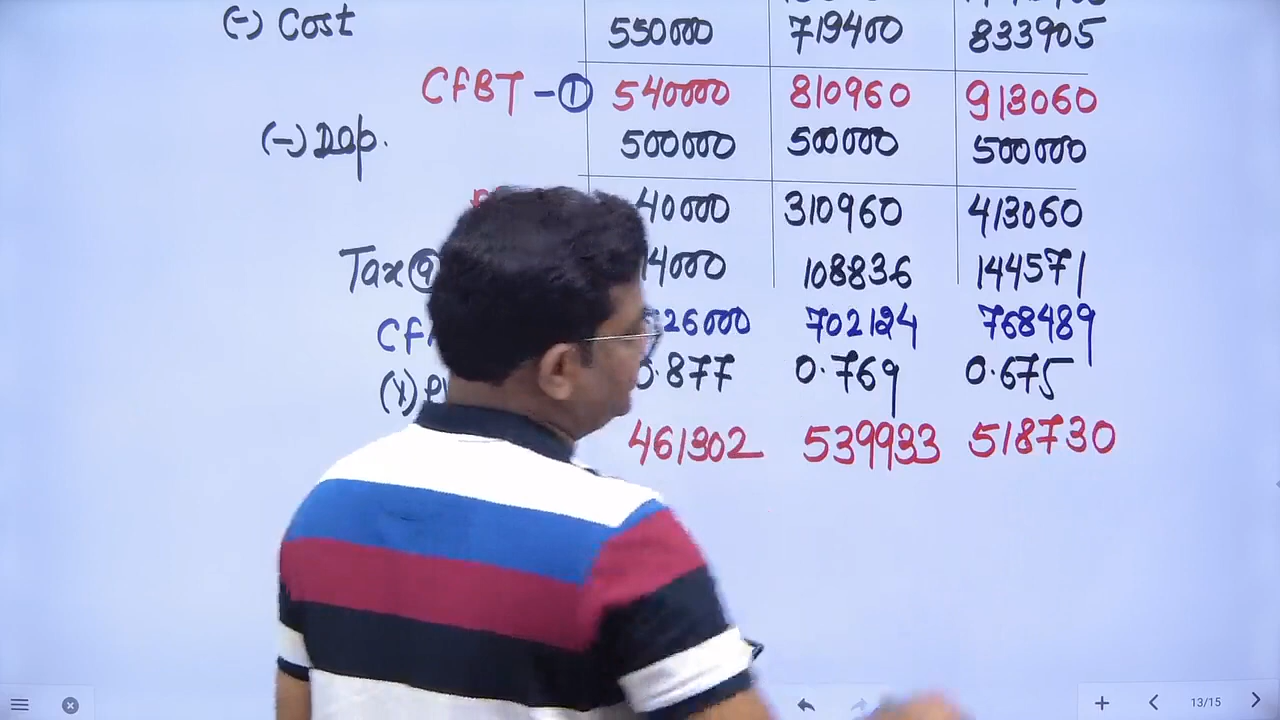 (-) Cost 550000 719400 833905
CFBT - ① 540000 810960 913060
(-) Dep. 500000 500000 500000
40000 310960 413060
Tax 14000 108836 144571
526000 702124 768489
(x) 0.877 0.769 0.675
461302 539933 518730
13/15